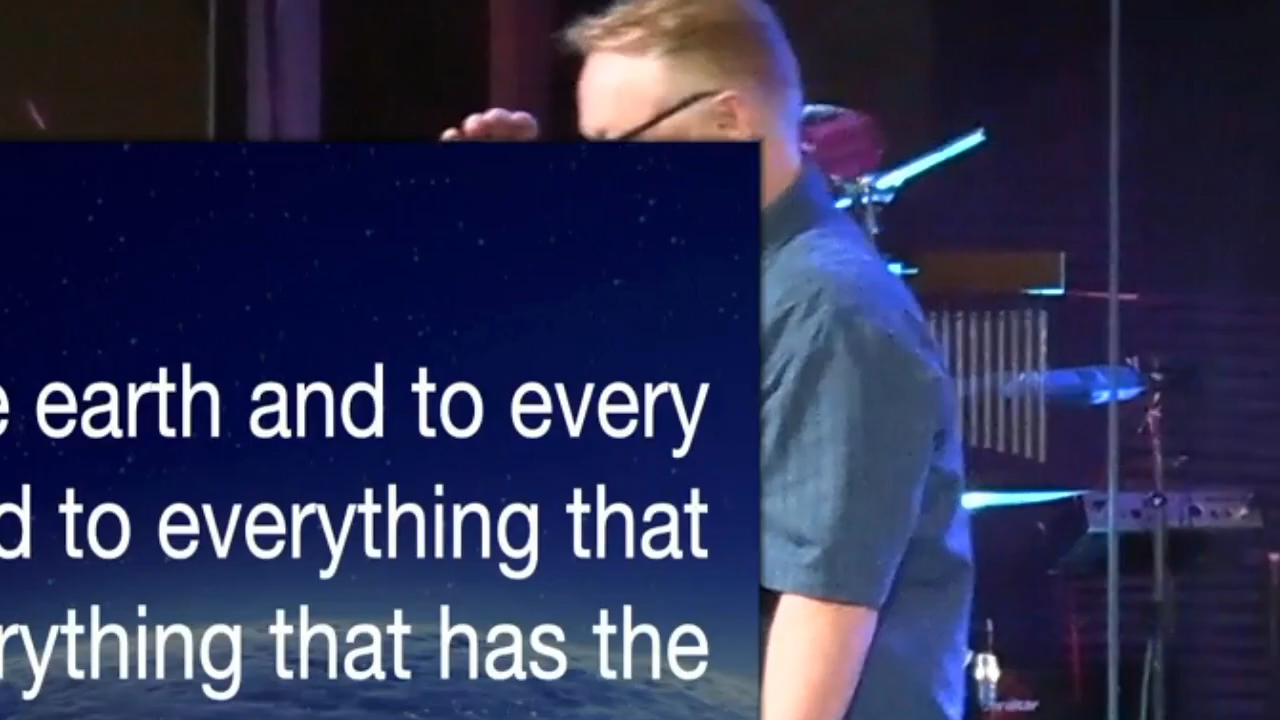 e earth and to every
d to everything that
rything that has the